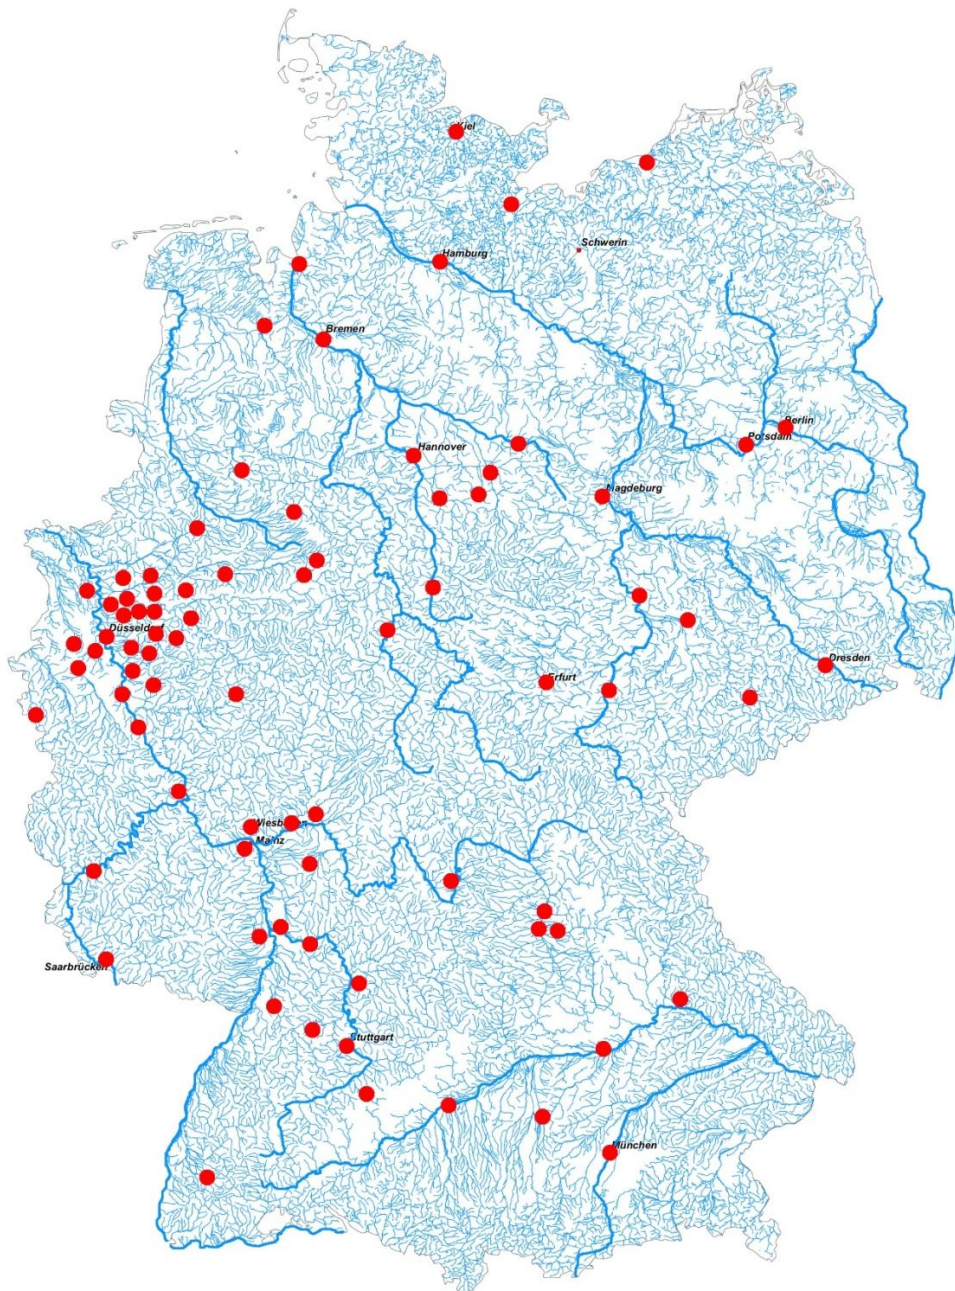 Kiel
Schwerin
Hamburg
Bremen
Berlin
Potsdam
Hannover
Magdeburg
Düsseldorf
Dresden
Erfurt
Wiesbaden
Mainz
Saarbrücken
Stuttgart
München